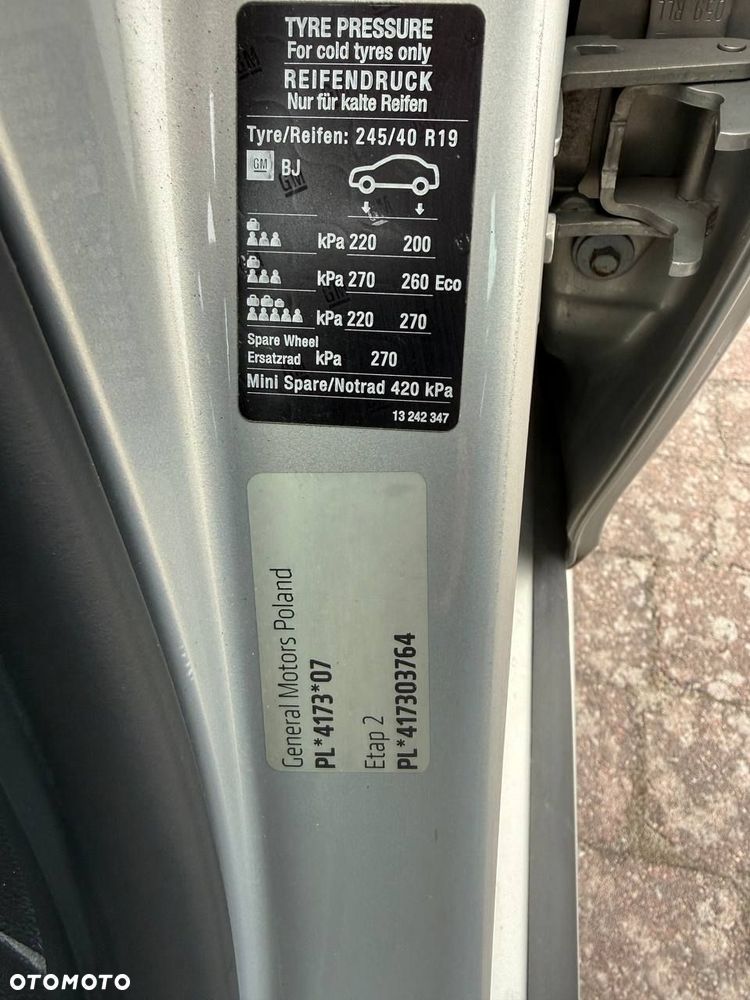 TYRE PRESSURE
For cold tyres only
REIFENDRUCK
Nur für kalte Reifen
Tyre/Reifen: 245/40 R19
GM BJ
kPa 220 200
kPa 270 260 Eco
kPa 220 270
Spare Wheel
Ersatzrad kPa 270
Mini Spare/Notrad 420 kPa
13 242 347
General Motors Poland
PL*4173*07
Etap 2
PL*417303764
OTOMOTO